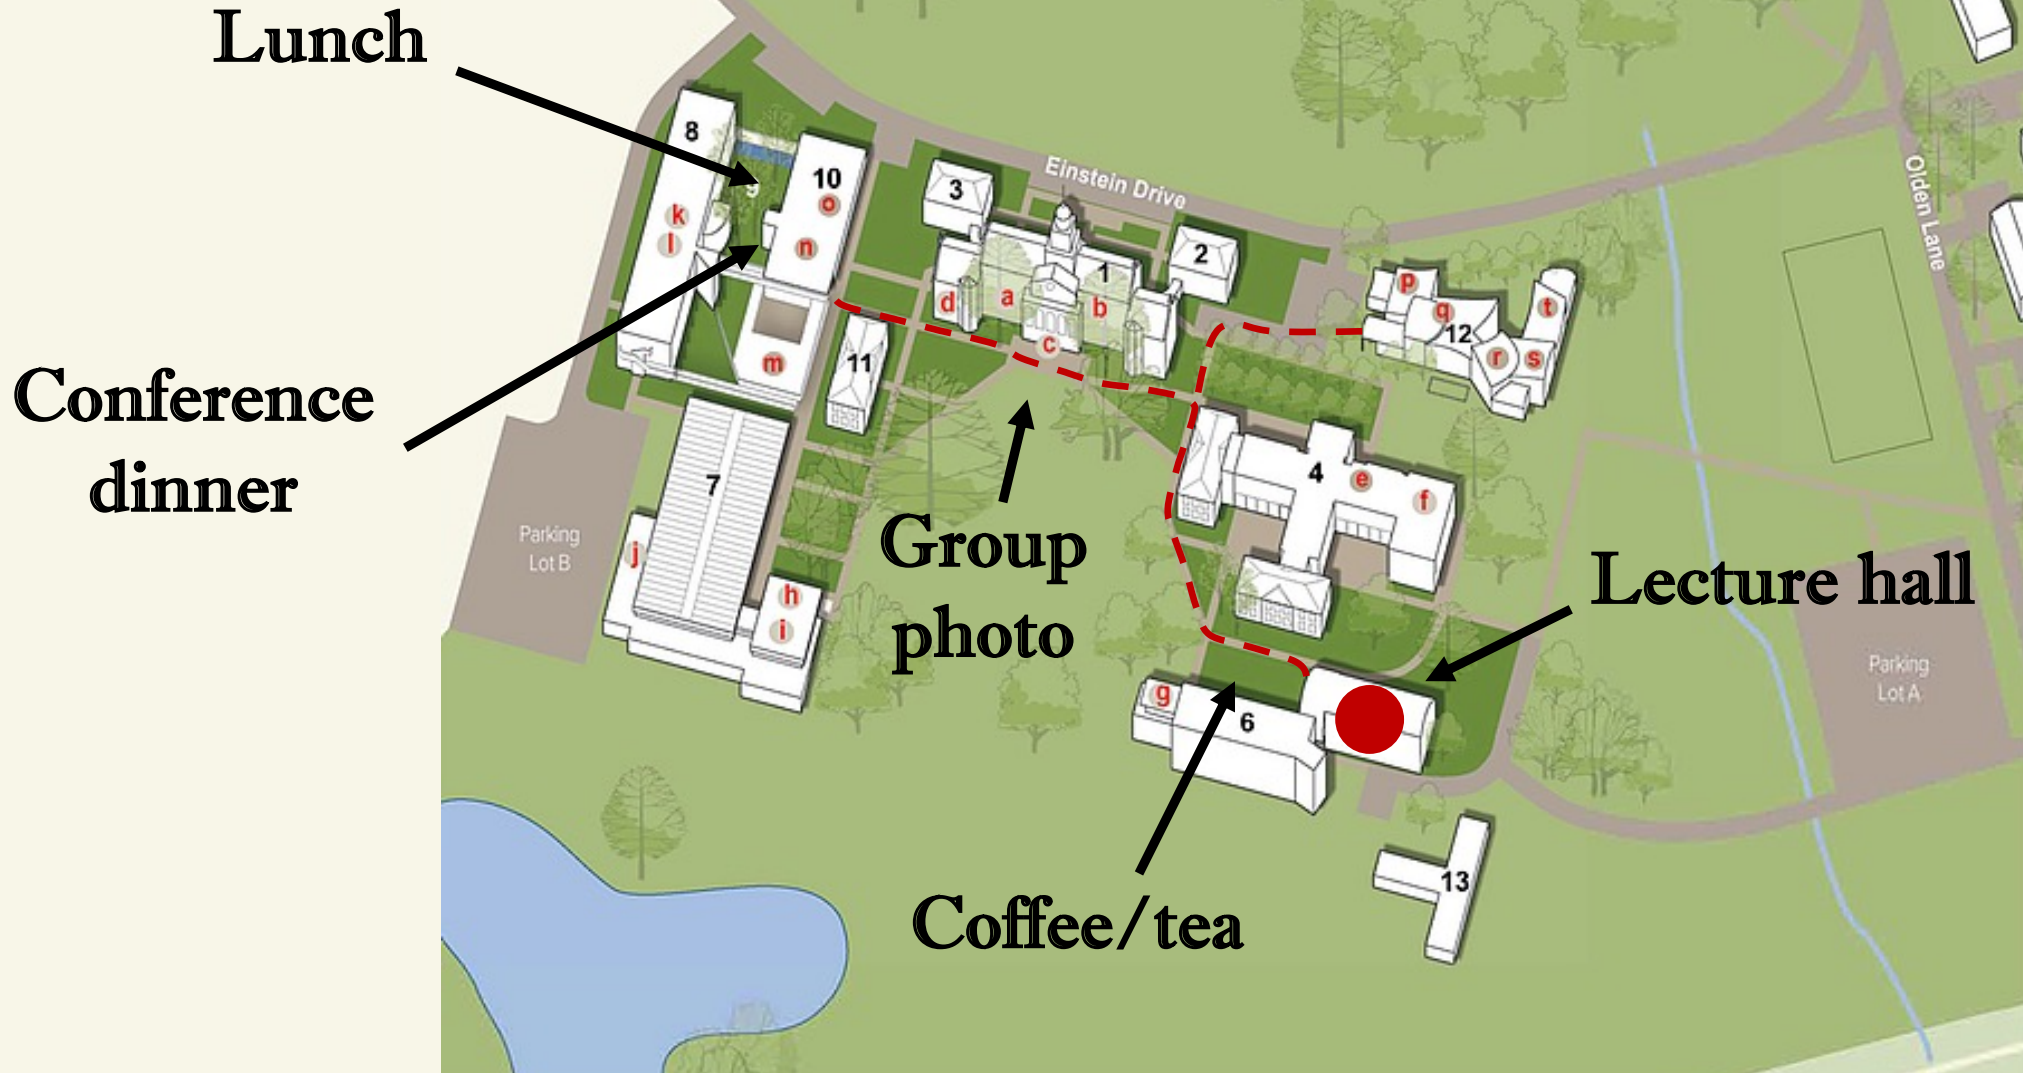 Lunch
Conference
dinner
Group
photo
Coffee/tea
Lecture hall
Einstein Drive
Olden Lane
Parking
Lot B
Parking
Lot A
8
9
10
o
k
l
n
m
3
2
1
d
a
b
c
11
7
j
h
i
p
q
12
t
r
s
4
e
f
g
6
13